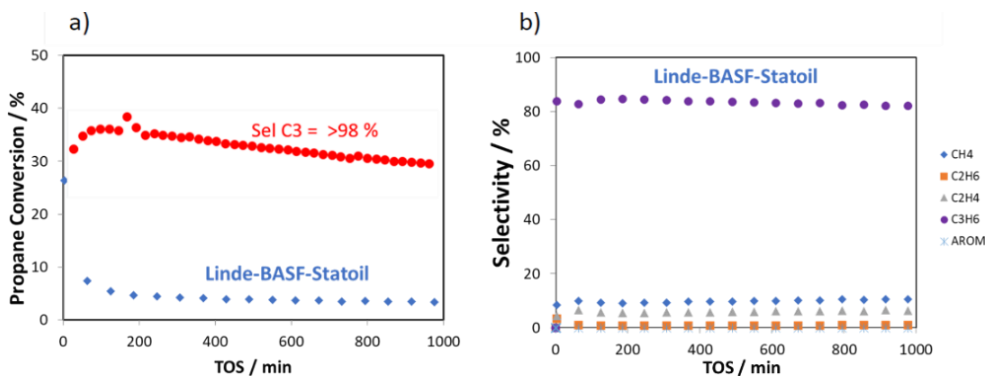 a)
50
40
30
20
10
0
Propane Conversion / %
Sel C3 = >98 %
Linde-BASF-Statoil
0 200 400 600 800 1000
TOS / min
b)
100
80
60
40
20
0
Selectivity / %
Linde-BASF-Statoil
0 200 400 600 800 1000
TOS / min
CH4
C2H6
C2H4
C3H6
AROM